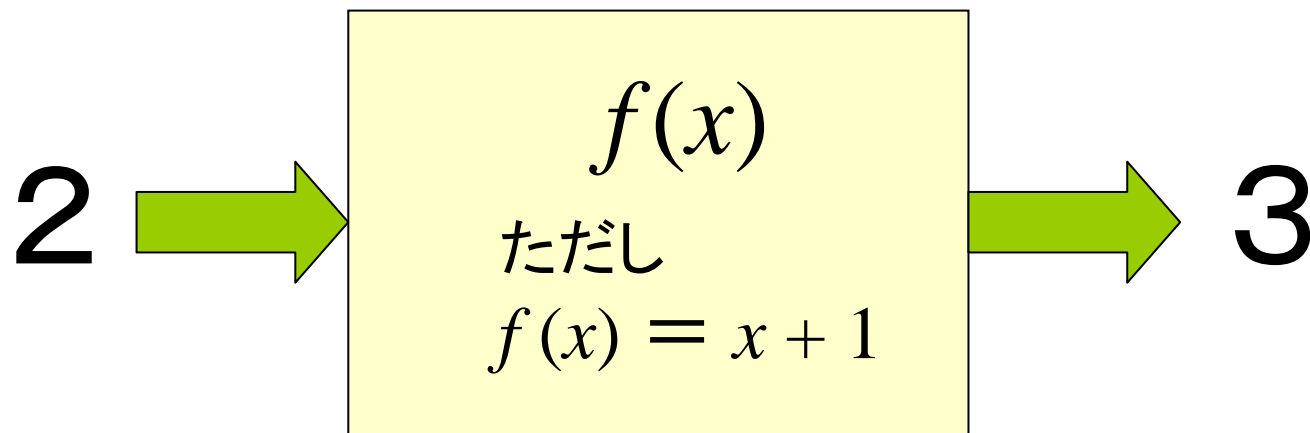 f(x)
2
ただし
3
f(x) = x + 1